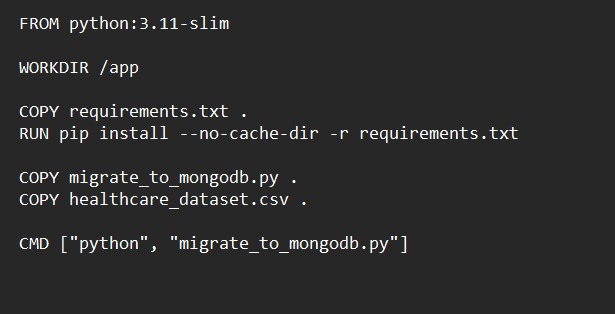 FROM python:3.11-slim
WORKDIR /app
COPY requirements.txt .
RUN pip install --no-cache-dir -r requirements.txt
COPY migrate_to_mongodb.py .
COPY healthcare_dataset.csv .
CMD ["python", "migrate_to_mongodb.py"]